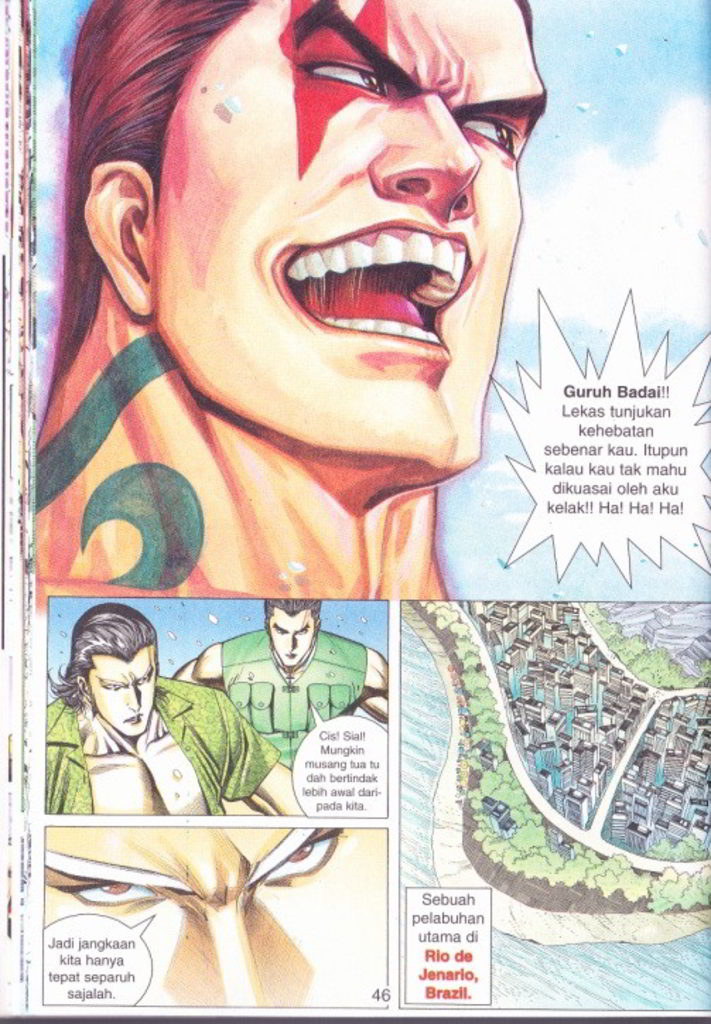 Guruh Badai!!
Lekas tunjukan
kehebatan
sebenar kau. Itupun
kalau kau tak mahu
dikuasai oleh aku
kelak!! Ha! Ha! Ha!
Cis! Sial!
Mungkin
musang tua tu
dah bertindak
lebih awal dari-
pada kita.
Jadi jangkaan
kita hanya
tepat separuh
sajalah.
Sebuah
pelabuhan
utama di
Rio de
Jenario,
Brazil.
46